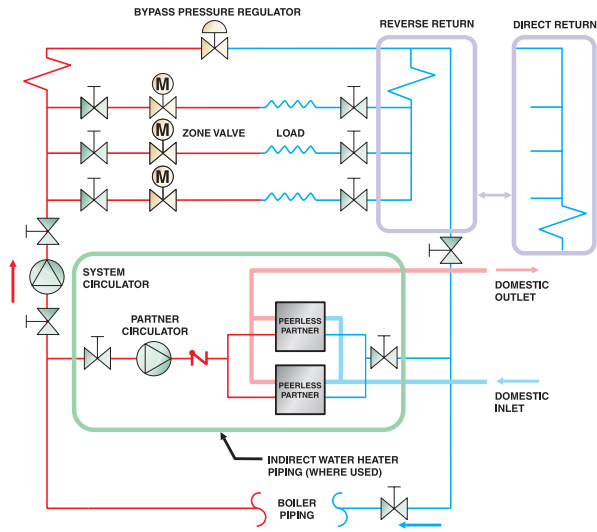 BYPASS PRESSURE REGULATOR
REVERSE RETURN
DIRECT RETURN
M
ZONE VALVE
LOAD
M
M
SYSTEM
CIRCULATOR
PARTNER
CIRCULATOR
PEERLESS
PARTNER
PEERLESS
PARTNER
DOMESTIC
OUTLET
DOMESTIC
INLET
INDIRECT WATER HEATER
PIPING (WHERE USED)
BOILER
PIPING